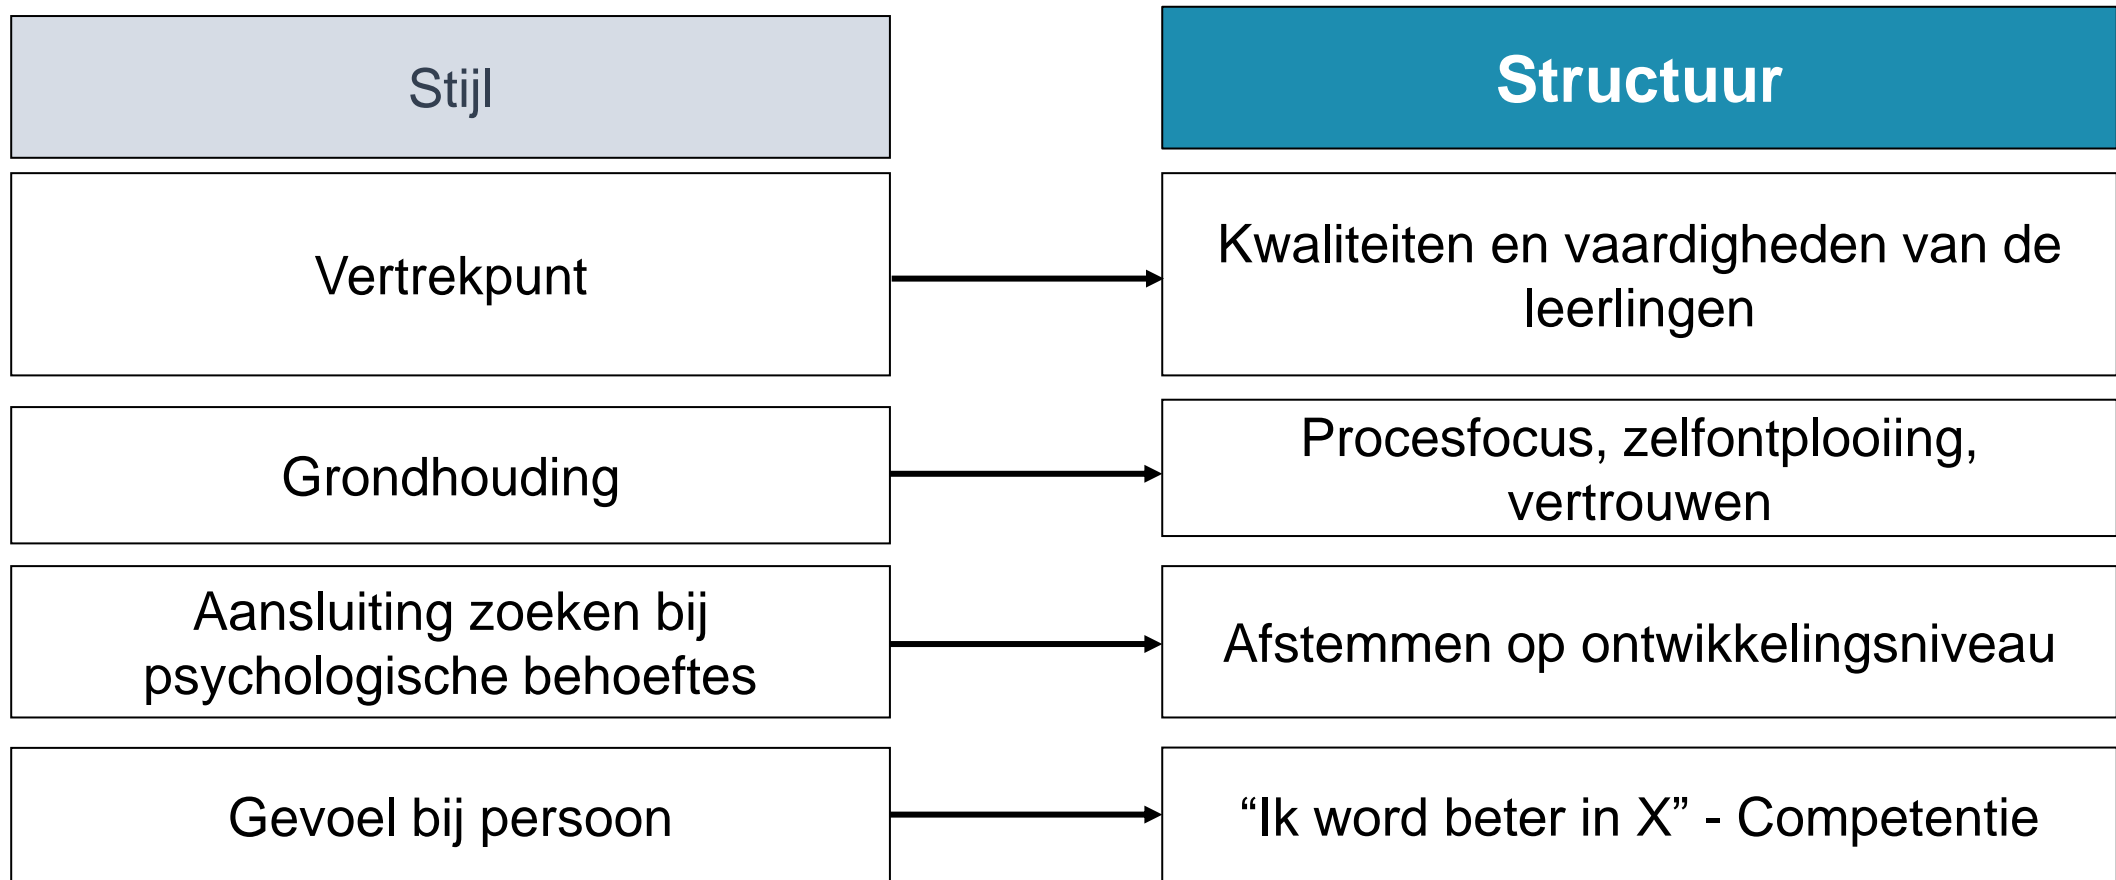 Stijl
Structuur
Vertrekpunt
Kwaliteiten en vaardigheden van de
leerlingen
Grondhouding
Procesfocus, zelfontplooiing,
vertrouwen
Aansluiting zoeken bij
psychologische behoeftes
Afstemmen op ontwikkelingsniveau
Gevoel bij persoon
“Ik word beter in X” - Competentie